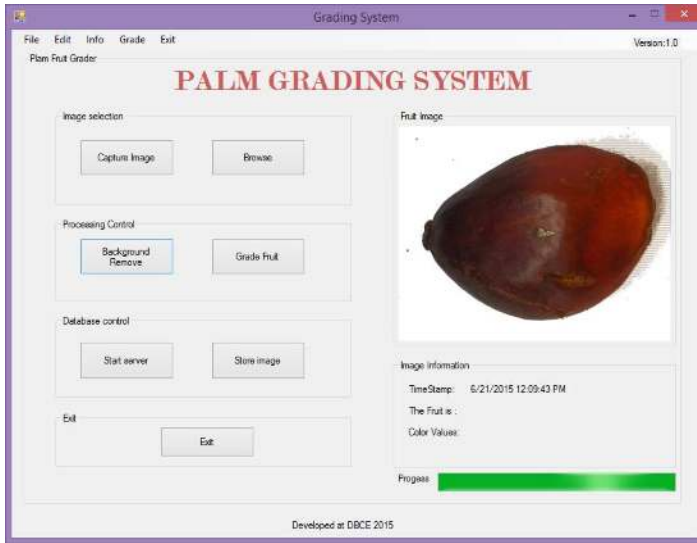 Grading System
File Edit Info Grade Exit
Version:1.0
Plam Fruit Grader
PALM GRADING SYSTEM
Image selection
Capture Image Browse
Processing Control
Background
Remove
Grade Fruit
Database control
Start server Store image
Exit
Exit
Fruit Image
Image Information
TimeStamp: 6/21/2015 12:09:43 PM
The Fruit is :
Color Values:
Progess
Developed at DBCE 2015